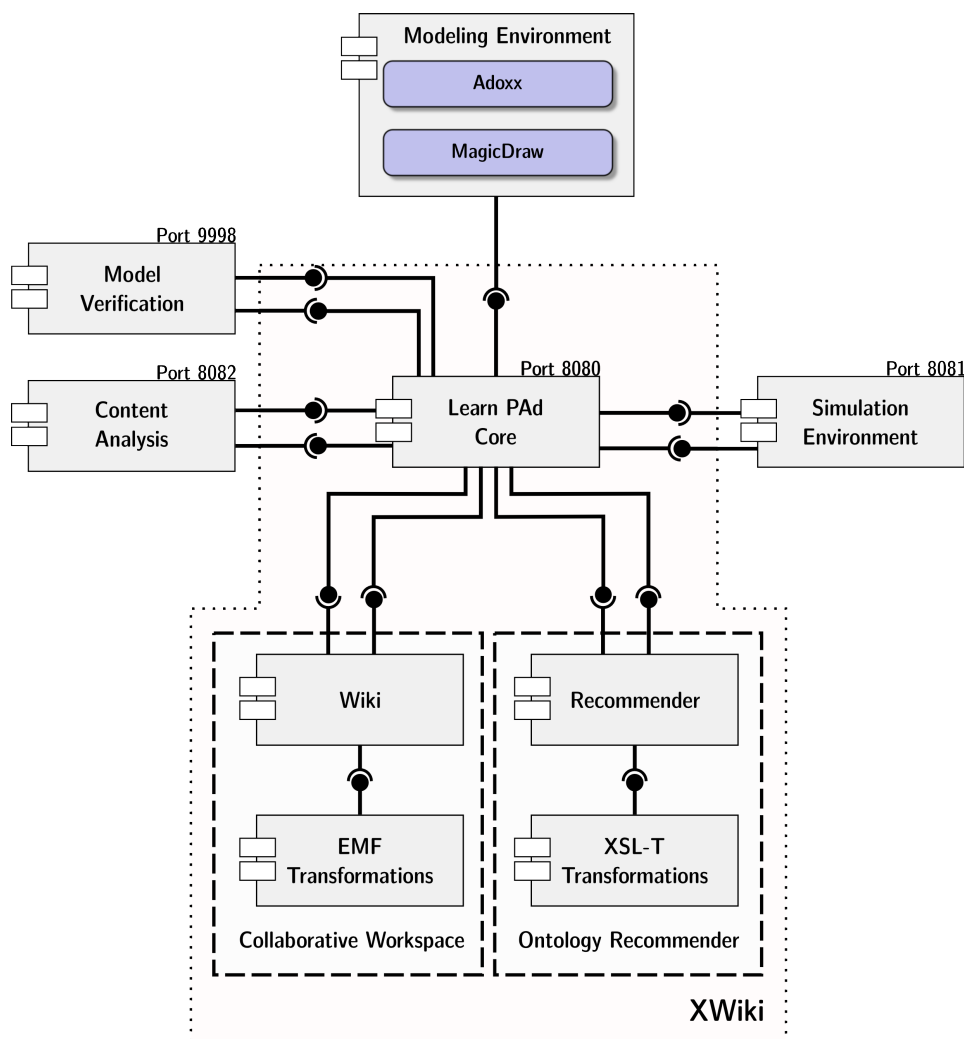 Modeling Environment
Adoxx
MagicDraw
Port 9998
Model
Verification
Port 8082
Content
Analysis
Port 8080
Learn PAd
Core
Port 8081
Simulation
Environment
Wiki
Recommender
EMF
Transformations
XSL-T
Transformations
Collaborative Workspace
Ontology Recommender
XWiki